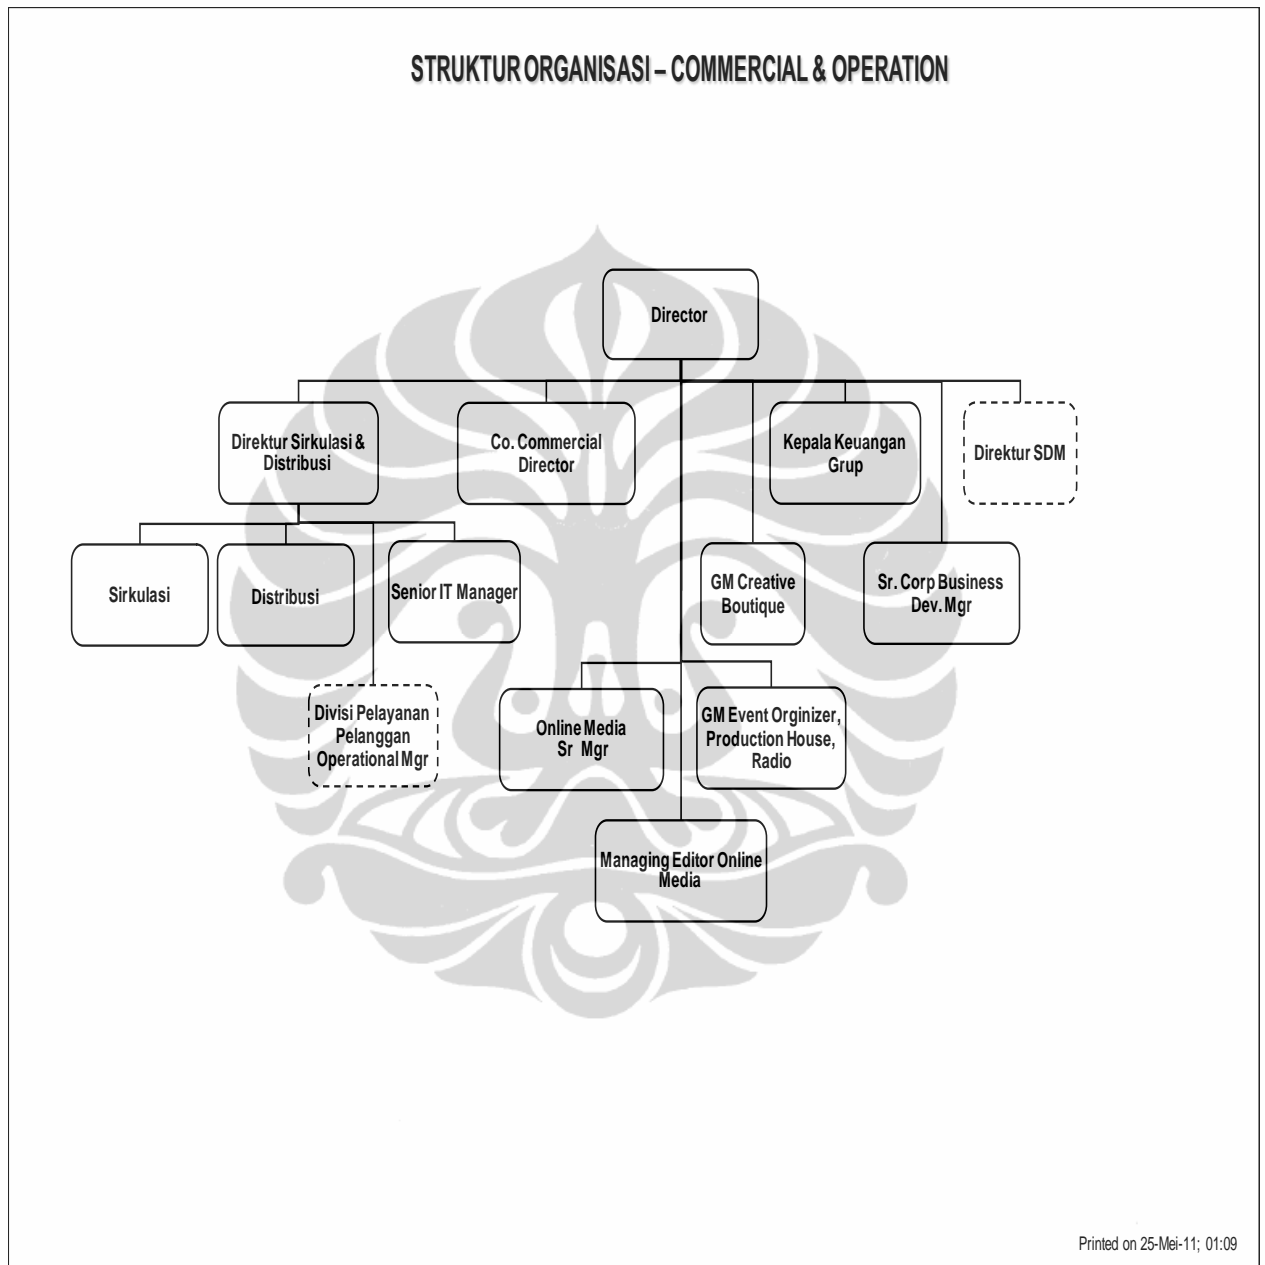 STRUKTUR ORGANISASI – COMMERCIAL & OPERATION
Director
Direktur Sirkulasi &
Distribusi
Co. Commercial
Director
Kepala Keuangan
Grup
Direktur SDM
Sirkulasi
Distribusi
Senior IT Manager
GM Creative
Boutique
Sr. Corp Business
Dev. Mgr
Divisi Pelayanan
Pelanggan
Operational Mgr
Online Media
Sr Mgr
GM Event Orginizer,
Production House,
Radio
Managing Editor Online
Media
Printed on 25-Mei-11; 01:09